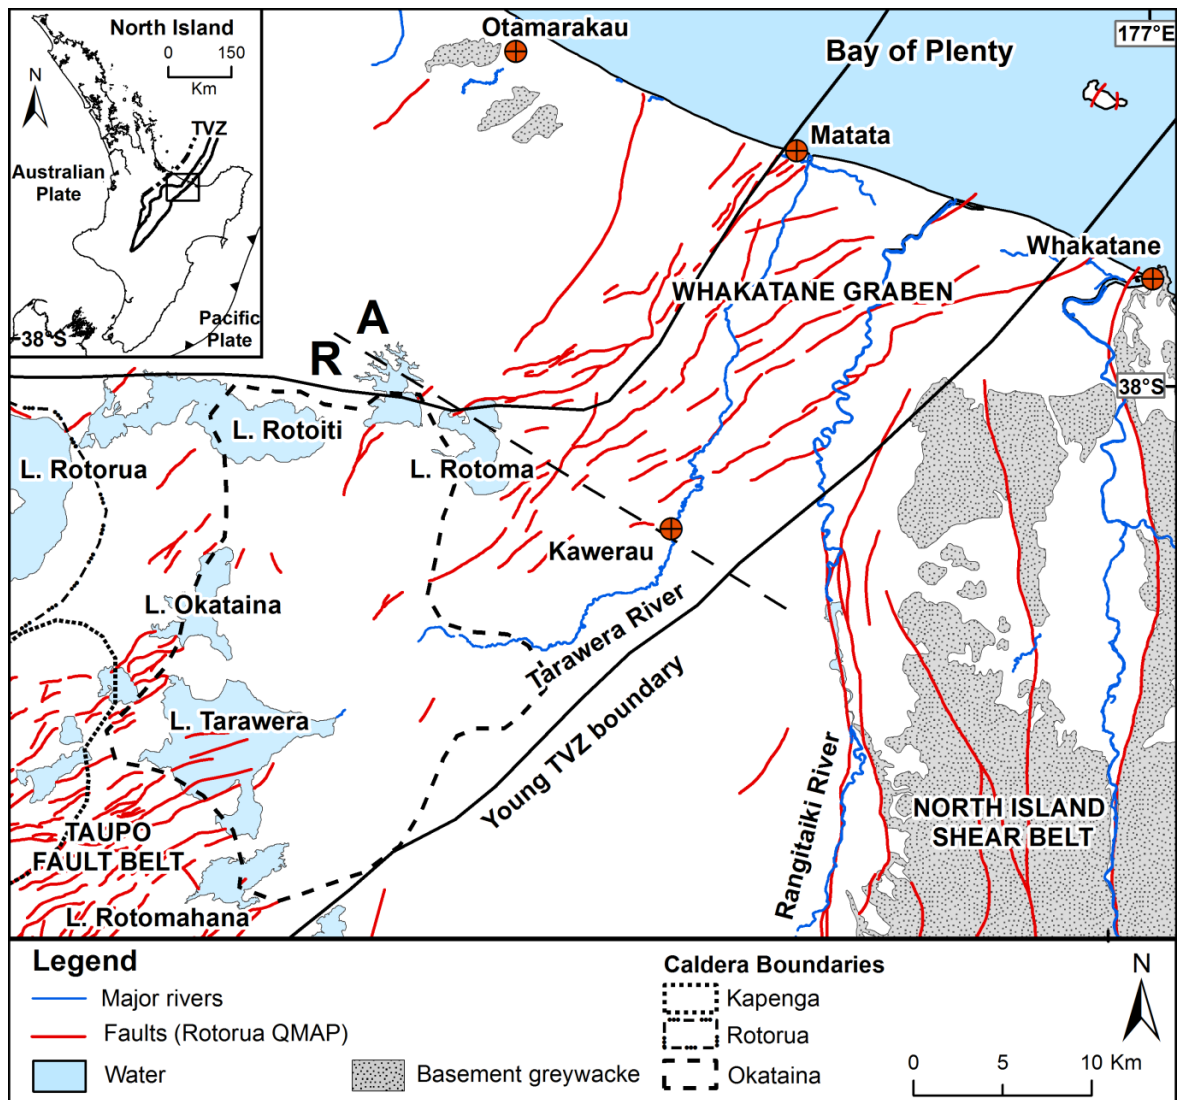 North Island
0 150
Km
N
TVZ
Australian
Plate
Pacific
Plate
38°S
Otamarakau
Bay of Plenty
177°E
Matata
Whakatane
WHAKATANE GRABEN
A
R
38°S
L. Rotoiti
L. Rotorua
L. Rotoma
Kawerau
L. Okataina
Tarawera River
L. Tarawera
Young TVZ boundary
Rangitaiki River
NORTH ISLAND
SHEAR BELT
TAUPO
FAULT BELT
L. Rotomahana
Legend
Major rivers
Faults (Rotorua QMAP)
Water
Basement greywacke
Caldera Boundaries
Kapenga
Rotorua
Okataina
N
0 5 10 Km